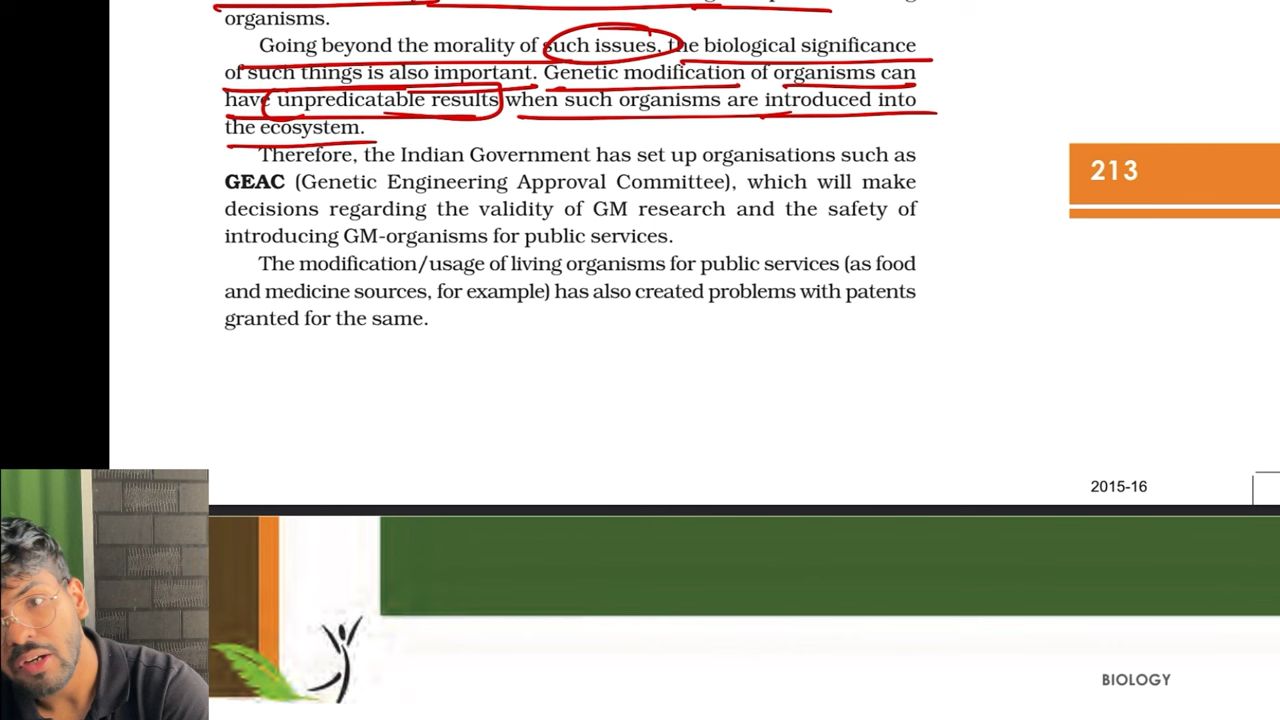 organisms.
Going beyond the morality of such issues, the biological significance
of such things is also important. Genetic modification of organisms can
have unpredicatable results when such organisms are introduced into
the ecosystem.
Therefore, the Indian Government has set up organisations such as
GEAC (Genetic Engineering Approval Committee), which will make
decisions regarding the validity of GM research and the safety of
introducing GM-organisms for public services.
The modification/usage of living organisms for public services (as food
and medicine sources, for example) has also created problems with patents
granted for the same.
213
2015-16
BIOLOGY